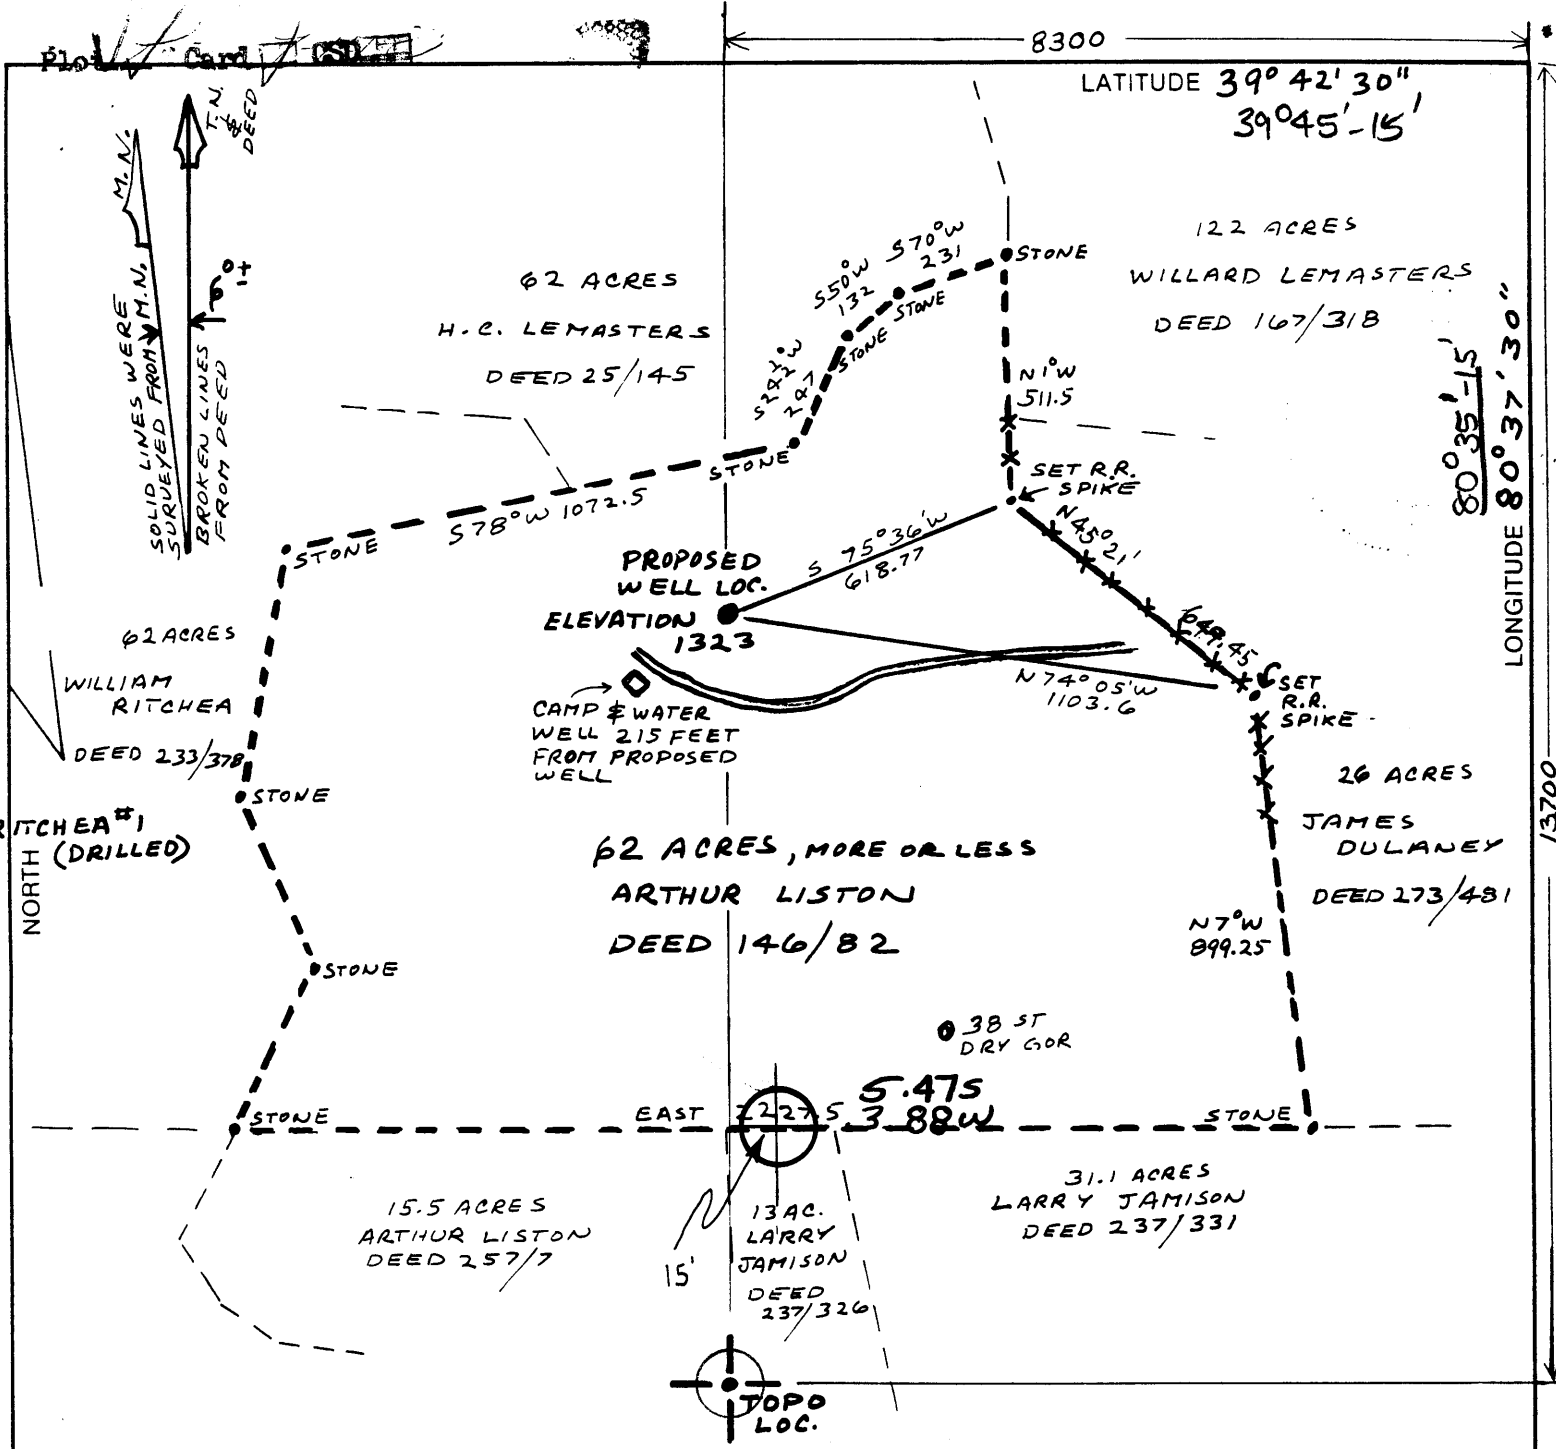 Plot Card CSD
8300
LATITUDE 39° 42' 30"
39°45'-15'
T.N.
&
DEED
M.N.
6°±
SOLID LINES WERE
SURVEYED FROM M.N.
BROKEN LINES
FROM DEED
62 ACRES
H.C. LEMASTERS
DEED 25/145
S70°W
231
S50°W
132
STONE
STONE
STONE
247
122 ACRES
WILLARD LEMASTERS
DEED 167/318
N1°W
511.5
80° 35'-15'
LONGITUDE 80° 37' 30"
STONE
S78°W 1072.5
STONE
SET R.R.
SPIKE
N45°21'
649.45
S 75°36'W
618.77
PROPOSED
WELL LOC.
ELEVATION
1323
N74°05'W
1103.6
SET
R.R.
SPIKE
62 ACRES
WILLIAM
RITCHEA
DEED 233/378
CAMP & WATER
WELL 215 FEET
FROM PROPOSED
WELL
STONE
RITCHEA #1
(DRILLED)
NORTH
26 ACRES
JAMES
DULANEY
DEED 273/481
13700
62 ACRES, MORE OR LESS
ARTHUR LISTON
DEED 146/82
N7°W
899.25
STONE
38 ST
DRY GOR
5.47S
3.88W
STONE
EAST 2227.5
STONE
15.5 ACRES
ARTHUR LISTON
DEED 257/7
15'
13 AC.
LARRY
JAMISON
DEED
237/326
31.1 ACRES
LARRY JAMISON
DEED 237/331
TOPO
LOC.